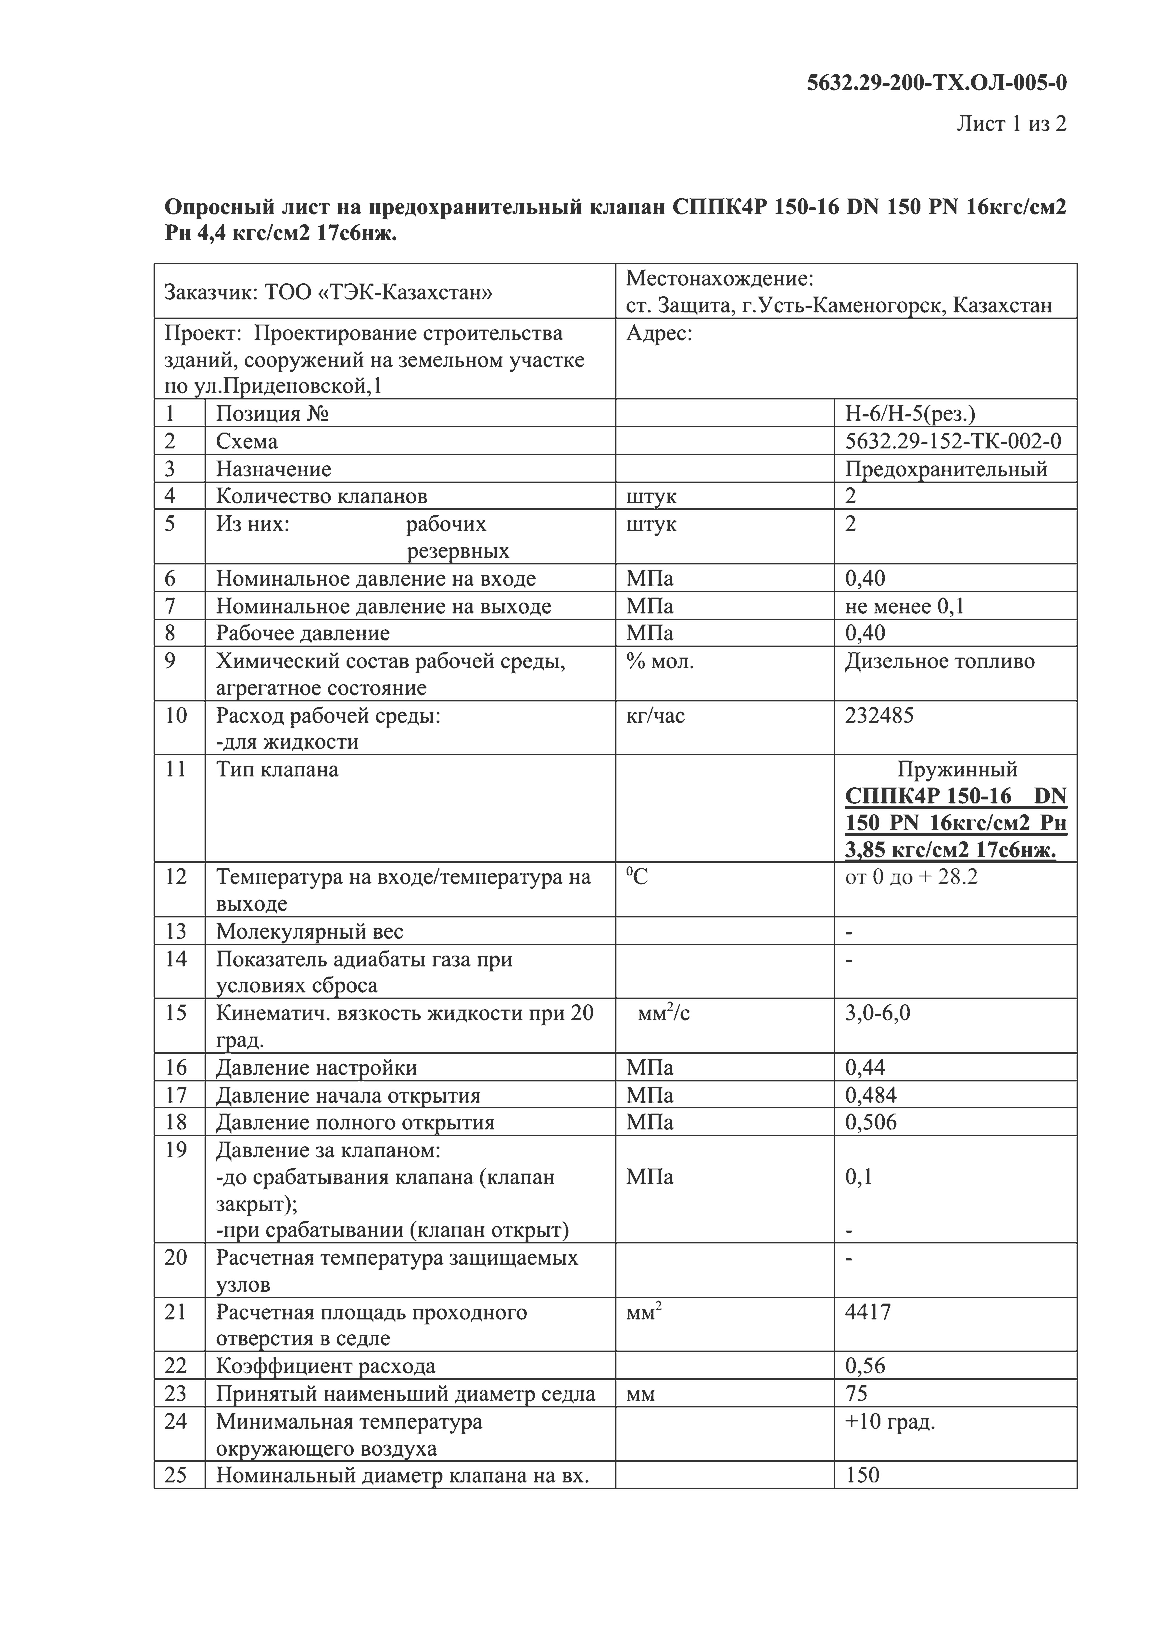 5632.29-200-ТХ.ОЛ-005-0
Лист 1 из 2
Опросный лист на предохранительный клапан СППК4Р 150-16 DN 150 PN 16кгс/см2
Рн 4,4 кгс/см2 17с6нж.
Заказчик: ТОО «ТЭК-Казахстан»
Местонахождение:
ст. Защита, г.Усть-Каменогорск, Казахстан
Проект: Проектирование строительства
зданий, сооружений на земельном участке
по ул.Приденовской,1
Адрес:
1 Позиция № Н-6/Н-5(рез.)
2 Схема 5632.29-152-ТК-002-0
3 Назначение Предохранительный
4 Количество клапанов штук 2
5 Из них: рабочих штук 2
резервных
6 Номинальное давление на входе МПа 0,40
7 Номинальное давление на выходе МПа не менее 0,1
8 Рабочее давление МПа 0,40
9 Химический состав рабочей среды, % мол. Дизельное топливо
агрегатное состояние
10 Расход рабочей среды: кг/час 232485
-для жидкости
11 Тип клапана Пружинный
СППК4Р 150-16 DN
150 PN 16кгс/см2 Рн
3,85 кгс/см2 17с6нж.
12 Температура на входе/температура на ⁰С от 0 до + 28.2
выходе
13 Молекулярный вес -
14 Показатель адиабаты газа при -
условиях сброса
15 Кинематич. вязкость жидкости при 20 мм²/с 3,0-6,0
град.
16 Давление настройки МПа 0,44
17 Давление начала открытия МПа 0,484
18 Давление полного открытия МПа 0,506
19 Давление за клапаном:
-до срабатывания клапана (клапан МПа 0,1
закрыт);
-при срабатывании (клапан открыт) -
20 Расчетная температура защищаемых -
узлов
21 Расчетная площадь проходного мм² 4417
отверстия в седле
22 Коэффициент расхода 0,56
23 Принятый наименьший диаметр седла мм 75
24 Минимальная температура +10 град.
окружающего воздуха
25 Номинальный диаметр клапана на вх. 150